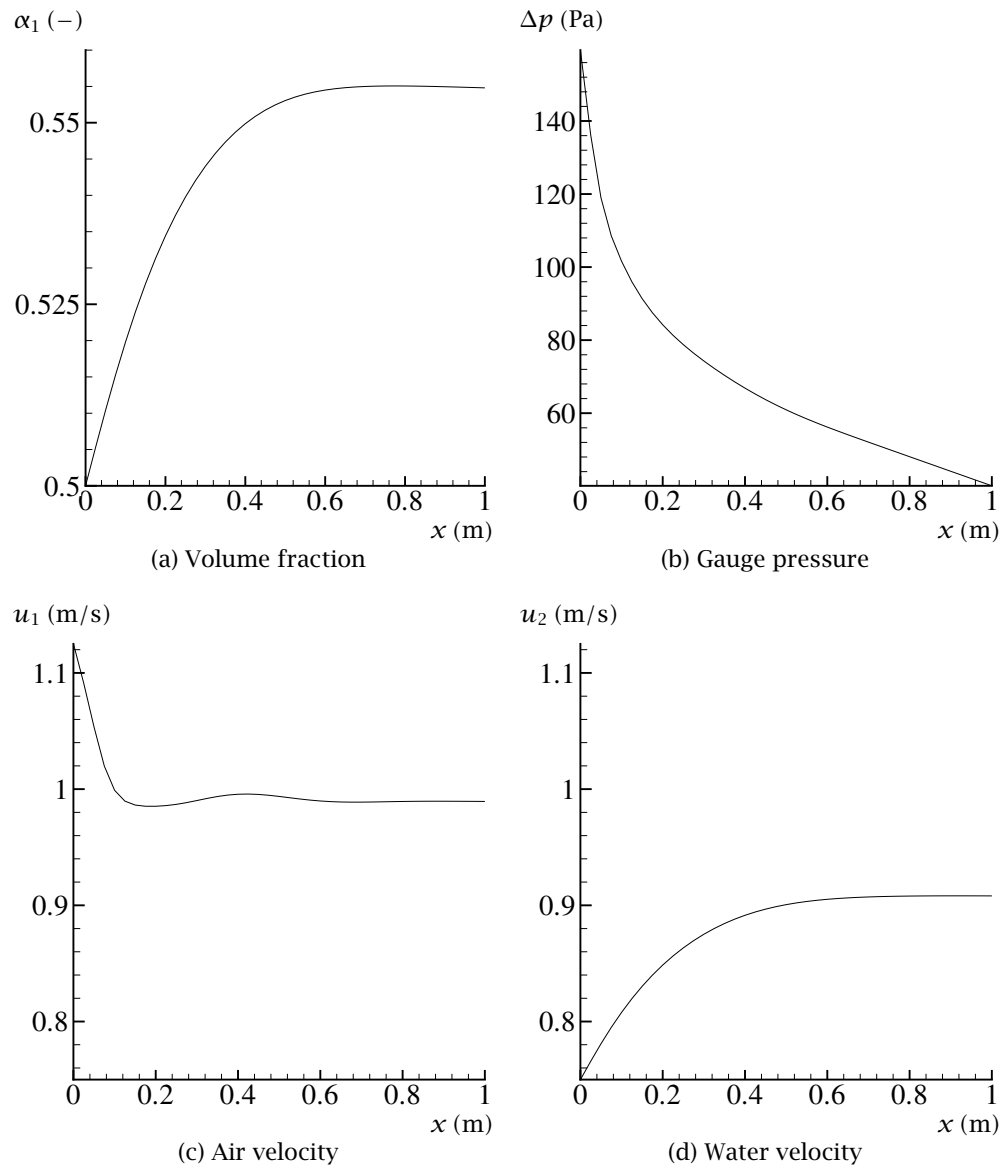 α₁ (−)
0.55
0.525
0.5
0 0.2 0.4 0.6 0.8 1
x (m)
(a) Volume fraction
Δp (Pa)
140
120
100
80
60
0 0.2 0.4 0.6 0.8 1
x (m)
(b) Gauge pressure
u₁ (m/s)
1.1
1
0.9
0.8
0 0.2 0.4 0.6 0.8 1
x (m)
(c) Air velocity
u₂ (m/s)
1.1
1
0.9
0.8
0 0.2 0.4 0.6 0.8 1
x (m)
(d) Water velocity